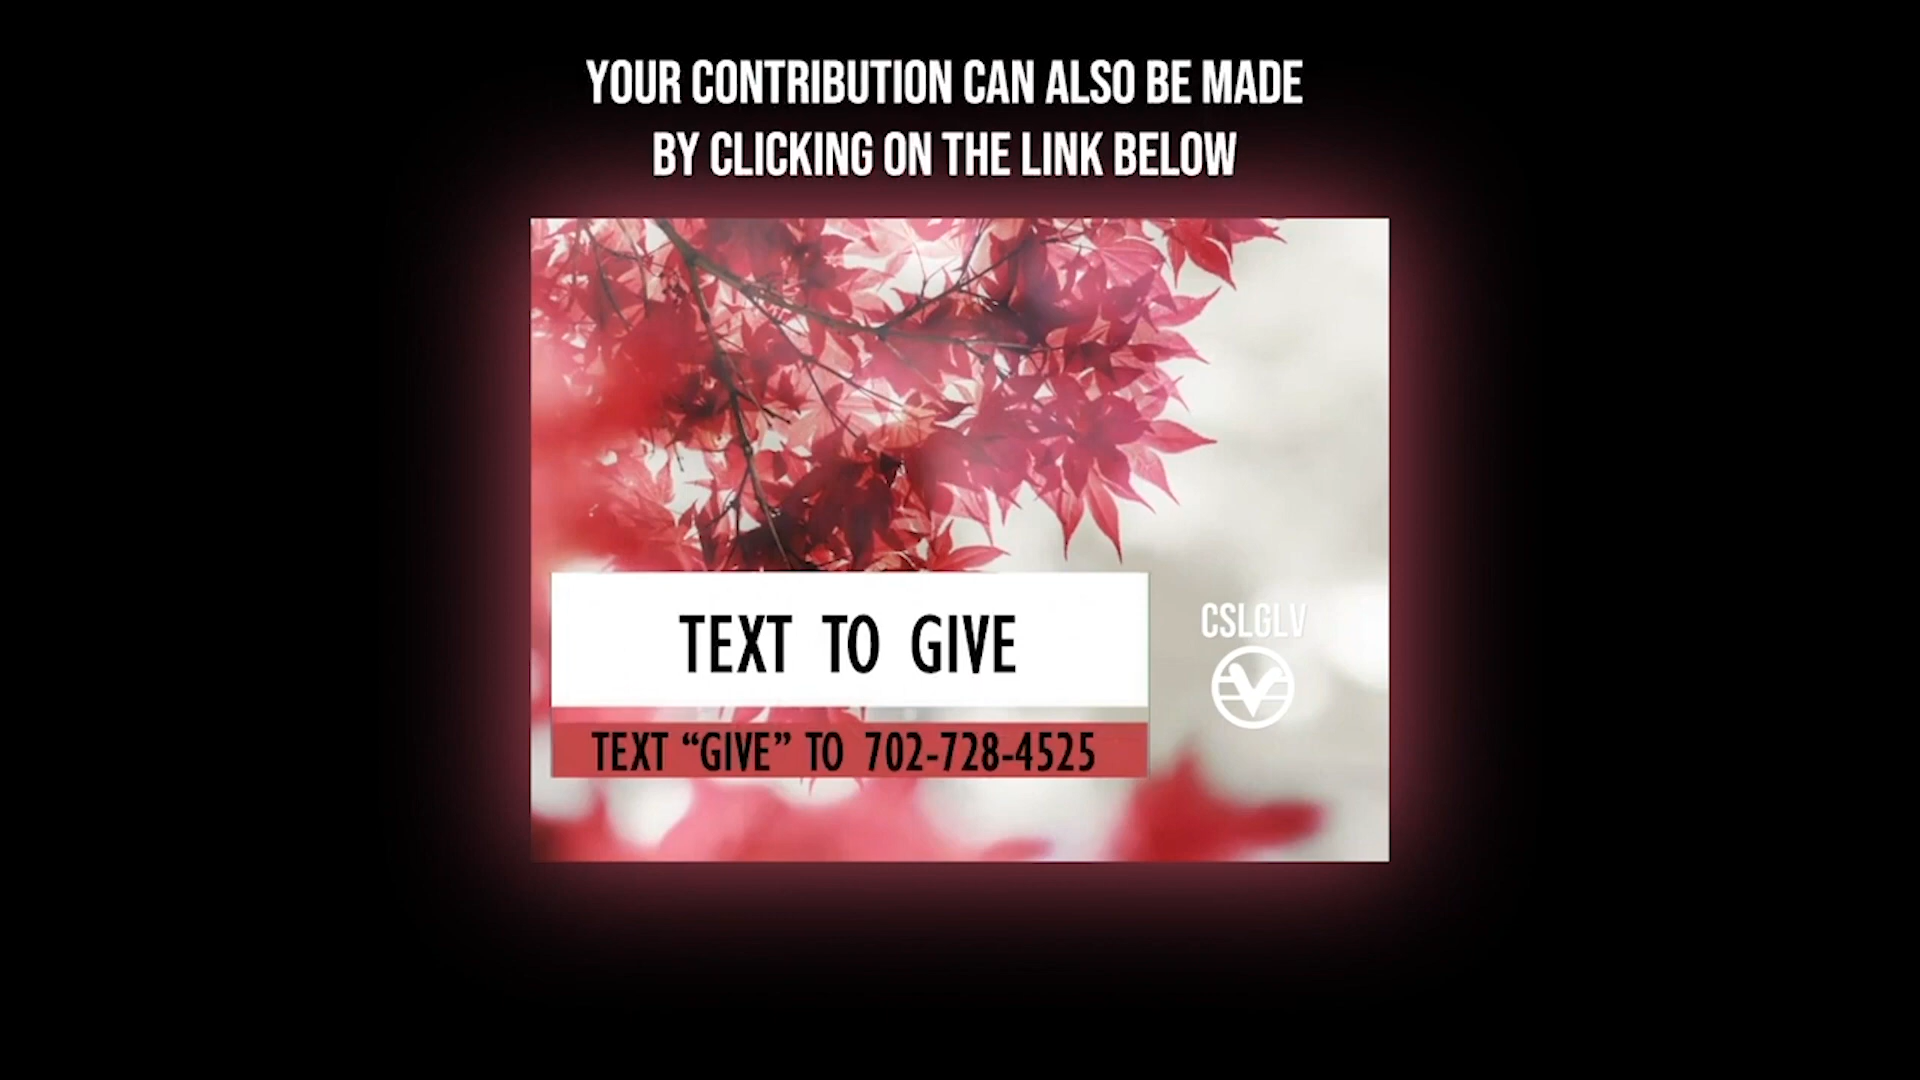 YOUR CONTRIBUTION CAN ALSO BE MADE
BY CLICKING ON THE LINK BELOW
TEXT TO GIVE
CSLGLV
TEXT “GIVE” TO 702-728-4525